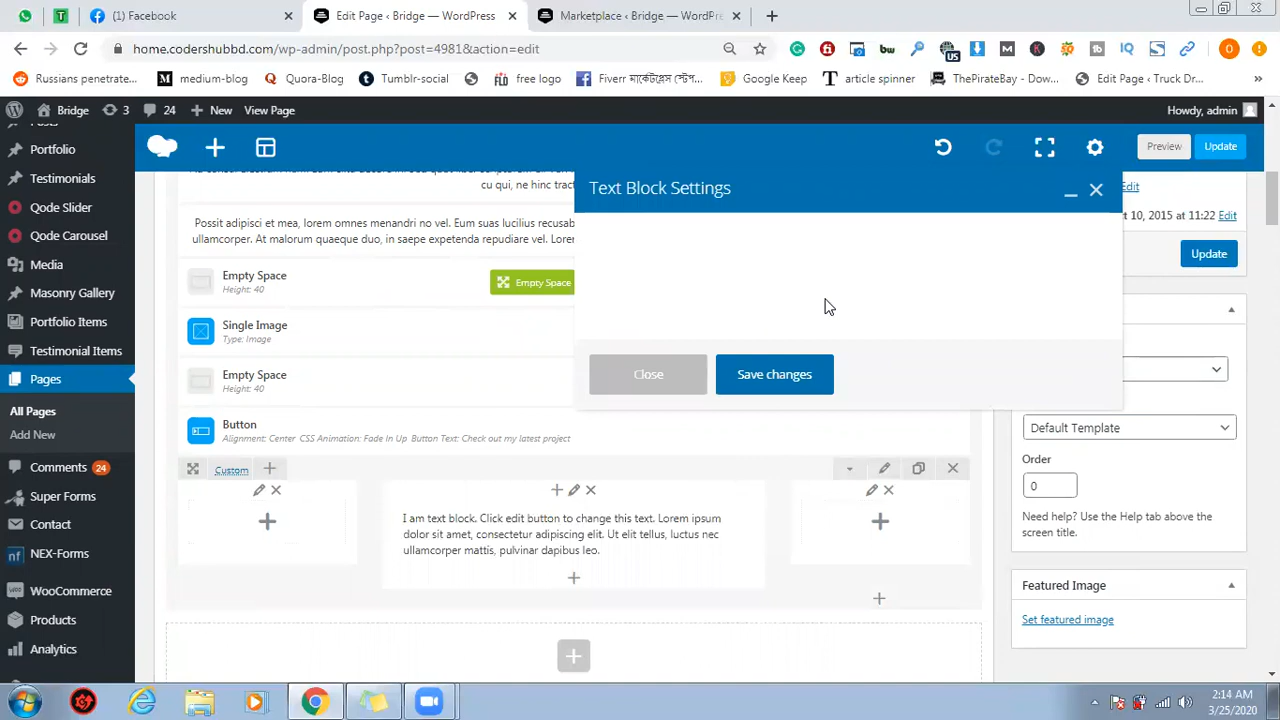 (1) Facebook
Edit Page ‹ Bridge — WordPress
Marketplace ‹ Bridge — WordPre
home.codershubbd.com/wp-admin/post.php?post=4981&action=edit
Russians penetrate...
medium-blog
Quora-Blog
Tumblr-social
free logo
Fiverr মার্কেটপ্লেস স্টেপ...
Google Keep
article spinner
ThePirateBay - Dow...
Edit Page ‹ Truck Dr...
Bridge
3
24
New
View Page
Howdy, admin
Preview
Update
Portfolio
Testimonials
Qode Slider
Qode Carousel
Media
Masonry Gallery
Portfolio Items
Testimonial Items
Pages
All Pages
Add New
Comments 24
Super Forms
Contact
NEX-Forms
WooCommerce
Products
Analytics
cu qui, ne hinc tract
Possit adipisci et mea, lorem omnes menandri no vel. Eum suas lucilius recusab
ullamcorper. At malorum quaeque duo, in saepe expetenda repudiare vel. Lore
Empty Space
Height: 40
Empty Space
Single Image
Type: Image
Empty Space
Height: 40
Button
Alignment: Center CSS Animation: Fade In Up Button Text: Check out my latest project
Custom
I am text block. Click edit button to change this text. Lorem ipsum
dolor sit amet, consectetur adipiscing elit. Ut elit tellus, luctus nec
ullamcorper mattis, pulvinar dapibus leo.
Text Block Settings
Close
Save changes
Edit
t 10, 2015 at 11:22 Edit
Update
Default Template
Order
0
Need help? Use the Help tab above the
screen title.
Featured Image
Set featured image
2:14 AM
3/25/2020